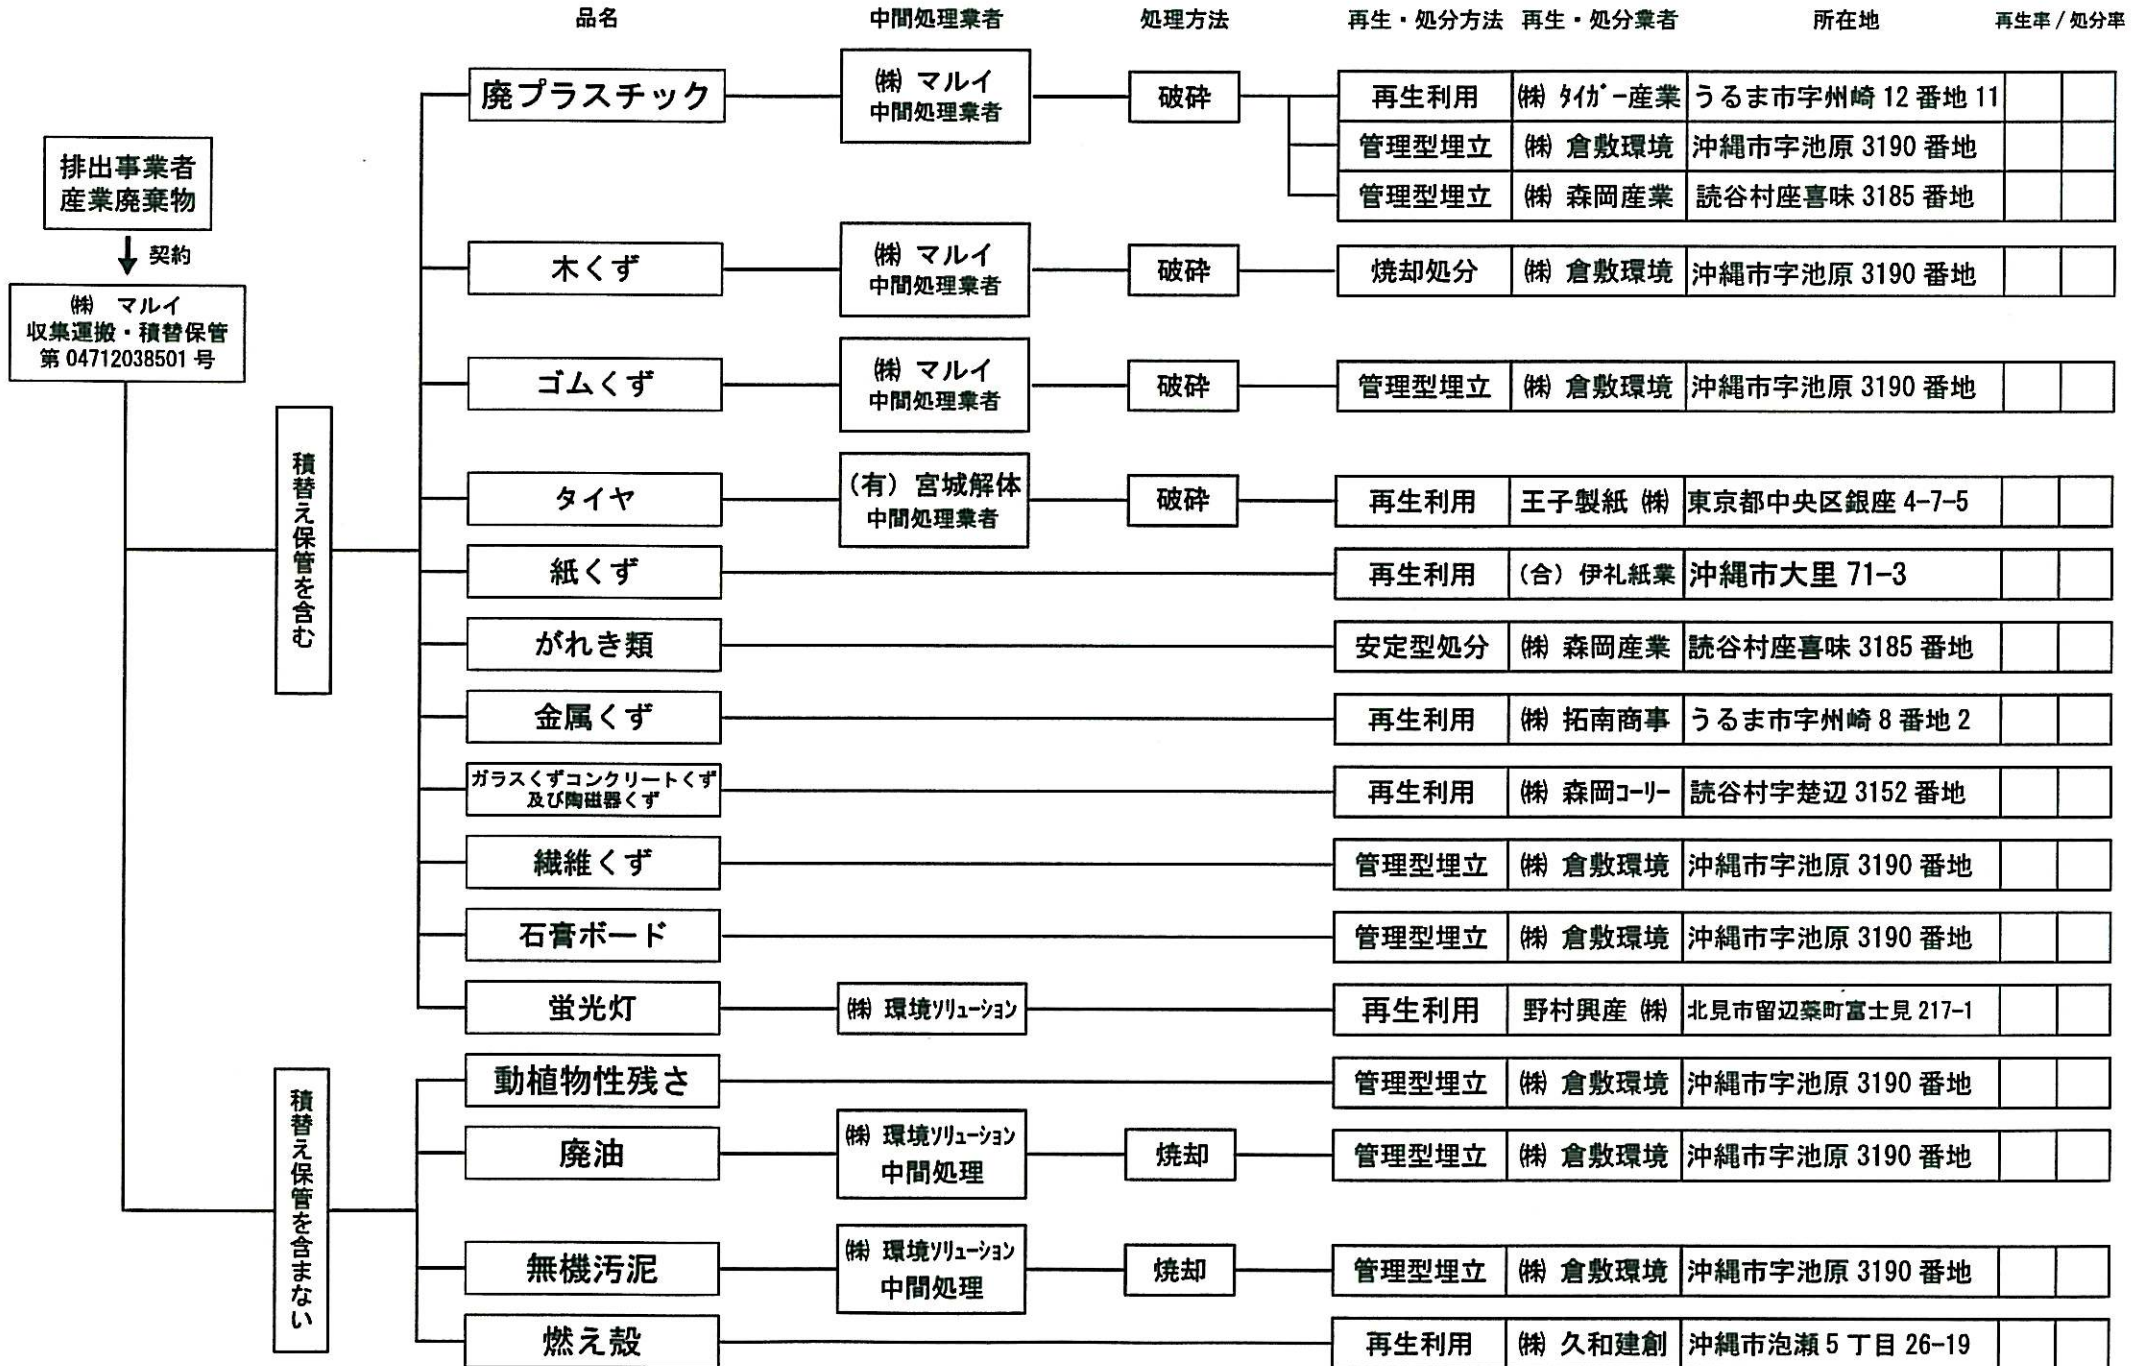 品名 中間処理業者 処理方法 再生・処分方法 再生・処分業者 所在地 再生率 / 処分率
排出事業者
産業廃棄物
契約
㈱ マルイ
収集運搬・積替保管
第 04712038501 号
積替え保管を含む
廃プラスチック
㈱ マルイ
中間処理業者
破砕
再生利用 ㈱ ﾀｲｶﾞｰ産業 うるま市字州崎 12 番地 11
管理型埋立 ㈱ 倉敷環境 沖縄市字池原 3190 番地
管理型埋立 ㈱ 森岡産業 読谷村座喜味 3185 番地
木くず
㈱ マルイ
中間処理業者
破砕
焼却処分 ㈱ 倉敷環境 沖縄市字池原 3190 番地
ゴムくず
㈱ マルイ
中間処理業者
破砕
管理型埋立 ㈱ 倉敷環境 沖縄市字池原 3190 番地
タイヤ
(有) 宮城解体
中間処理業者
破砕
再生利用 王子製紙 ㈱ 東京都中央区銀座 4-7-5
紙くず
再生利用 (合) 伊礼紙業 沖縄市大里 71-3
がれき類
安定型処分 ㈱ 森岡産業 読谷村座喜味 3185 番地
金属くず
再生利用 ㈱ 拓南商事 うるま市字州崎 8 番地 2
ガラスくずコンクリートくず
及び陶磁器くず
再生利用 ㈱ 森岡ｺｰﾘｰ 読谷村字楚辺 3152 番地
繊維くず
管理型埋立 ㈱ 倉敷環境 沖縄市字池原 3190 番地
石膏ボード
管理型埋立 ㈱ 倉敷環境 沖縄市字池原 3190 番地
蛍光灯
㈱ 環境ｿﾘｭｰｼｮﾝ
再生利用 野村興産 ㈱ 北見市留辺蘂町富士見 217-1
積替え保管を含まない
動植物性残さ
管理型埋立 ㈱ 倉敷環境 沖縄市字池原 3190 番地
廃油
㈱ 環境ｿﾘｭｰｼｮﾝ
中間処理
焼却
管理型埋立 ㈱ 倉敷環境 沖縄市字池原 3190 番地
無機汚泥
㈱ 環境ｿﾘｭｰｼｮﾝ
中間処理
焼却
管理型埋立 ㈱ 倉敷環境 沖縄市字池原 3190 番地
燃え殻
再生利用 ㈱ 久和建創 沖縄市泡瀬 5 丁目 26-19